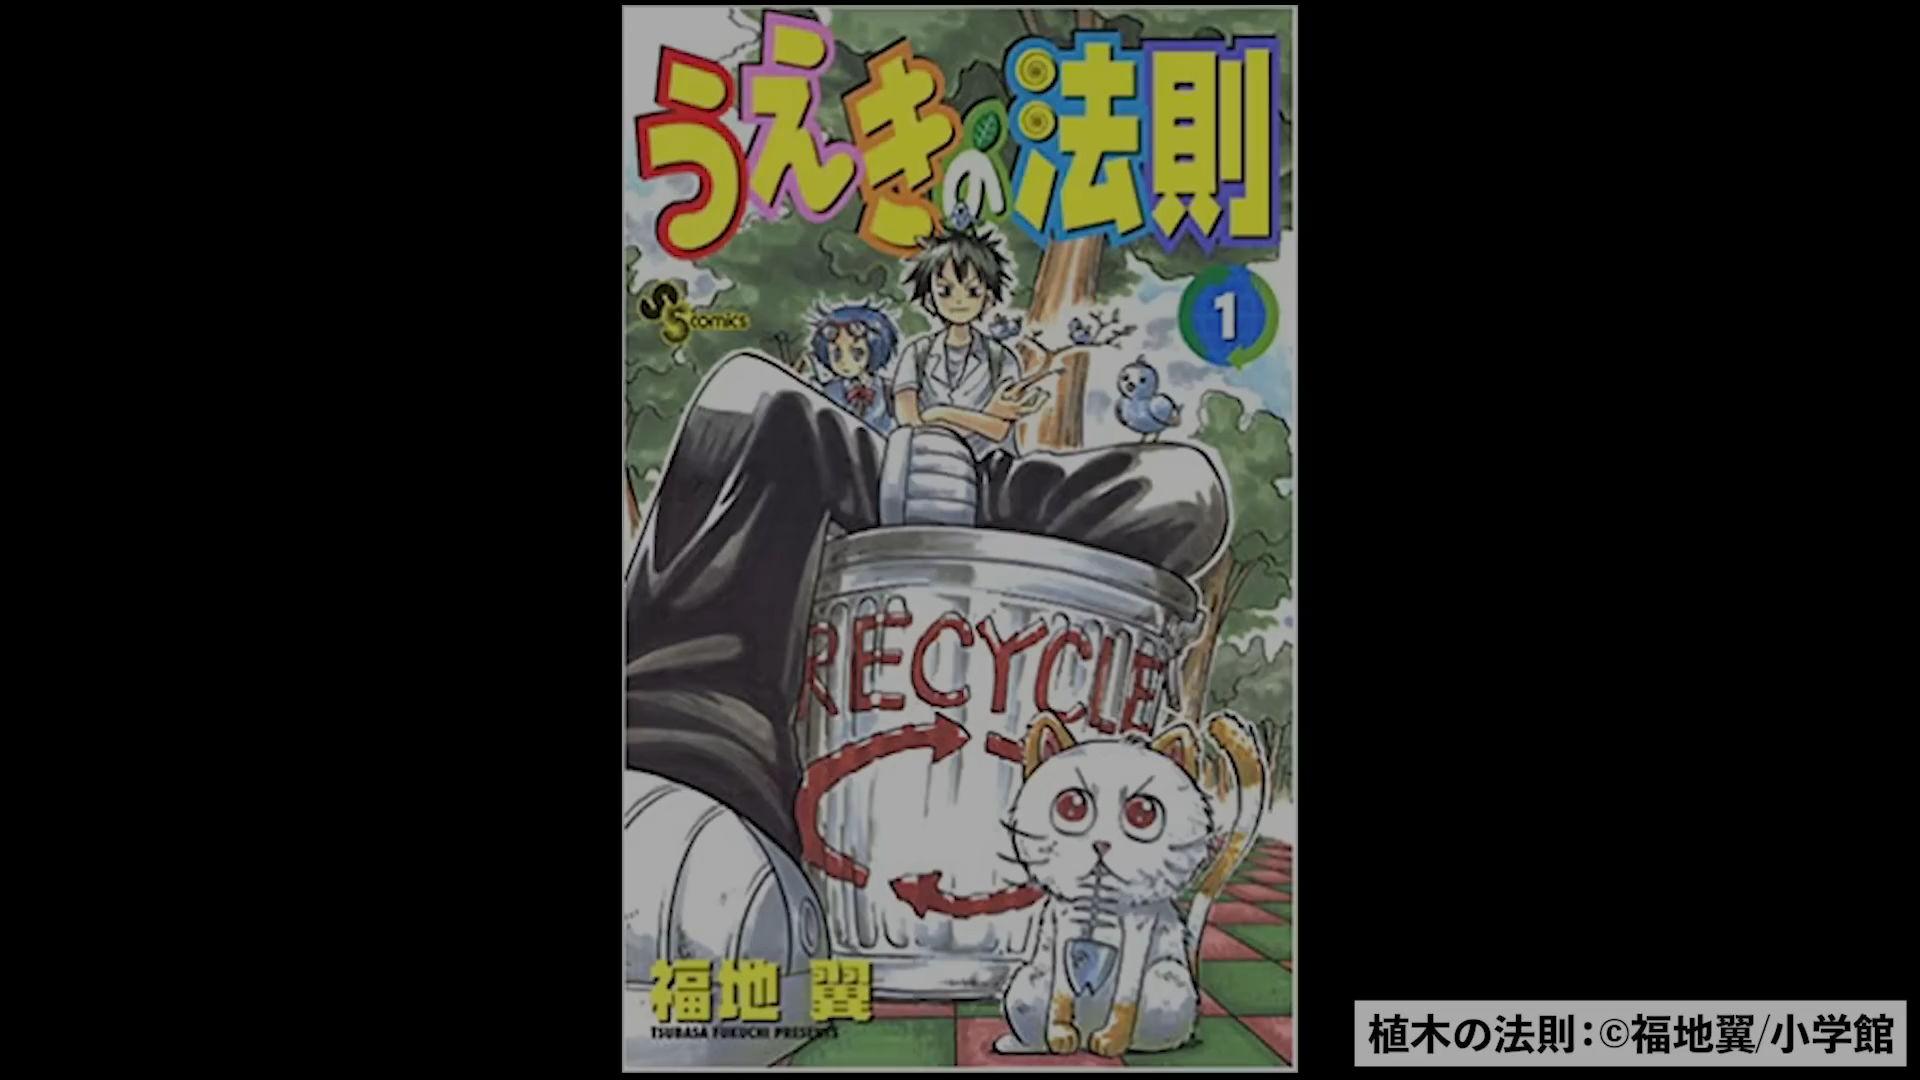 うえきの法則
1
SS comics
RECYCLE
福地 翼
TSUBASA FUKUCHI PRESENTS
植木の法則：©福地翼/小学館